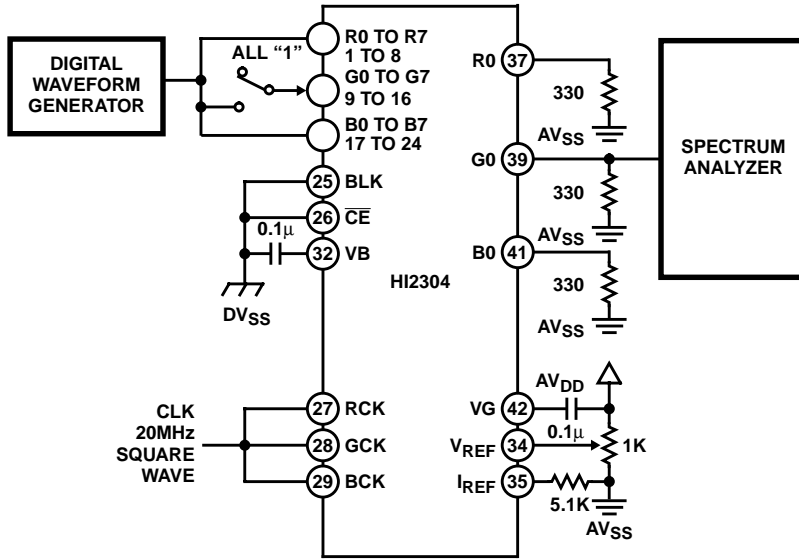 DIGITAL
WAVEFORM
GENERATOR
ALL “1”
R0 TO R7
1 TO 8
G0 TO G7
9 TO 16
B0 TO B7
17 TO 24
25 BLK
26 CE
0.1µ
32 VB
DVSS
HI2304
R0 37
330
AVSS
G0 39
330
AVSS
B0 41
330
AVSS
SPECTRUM
ANALYZER
CLK
20MHz
SQUARE
WAVE
27 RCK
28 GCK
29 BCK
AVDD
VG 42
0.1µ
VREF 34
1K
IREF 35
5.1K
AVSS